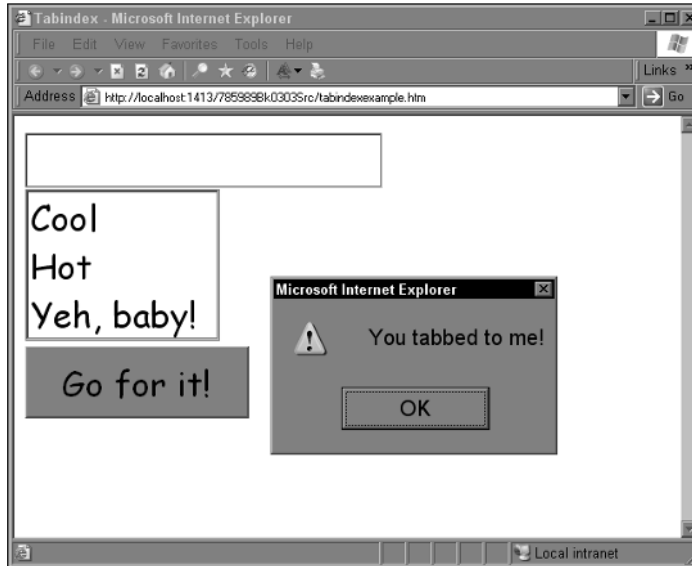 Tabindex - Microsoft Internet Explorer
File Edit View Favorites Tools Help
Links »
Address http://localhost:1413/785989Bk0303Src/tabindexexample.htm Go
Cool
Hot
Yeh, baby!
Go for it!
Microsoft Internet Explorer
You tabbed to me!
OK
Local intranet